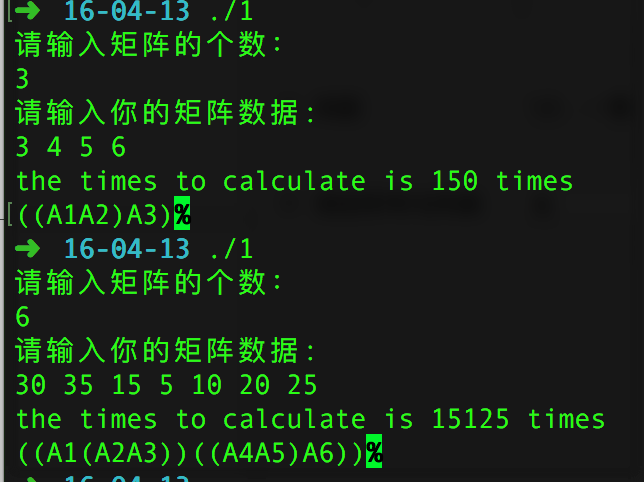 ➜ 16-04-13 ./1
请输入矩阵的个数：
3
请输入你的矩阵数据：
3 4 5 6
the times to calculate is 150 times
((A1A2)A3)%
➜ 16-04-13 ./1
请输入矩阵的个数：
6
请输入你的矩阵数据：
30 35 15 5 10 20 25
the times to calculate is 15125 times
((A1(A2A3))((A4A5)A6))%
➜ 16-04-13